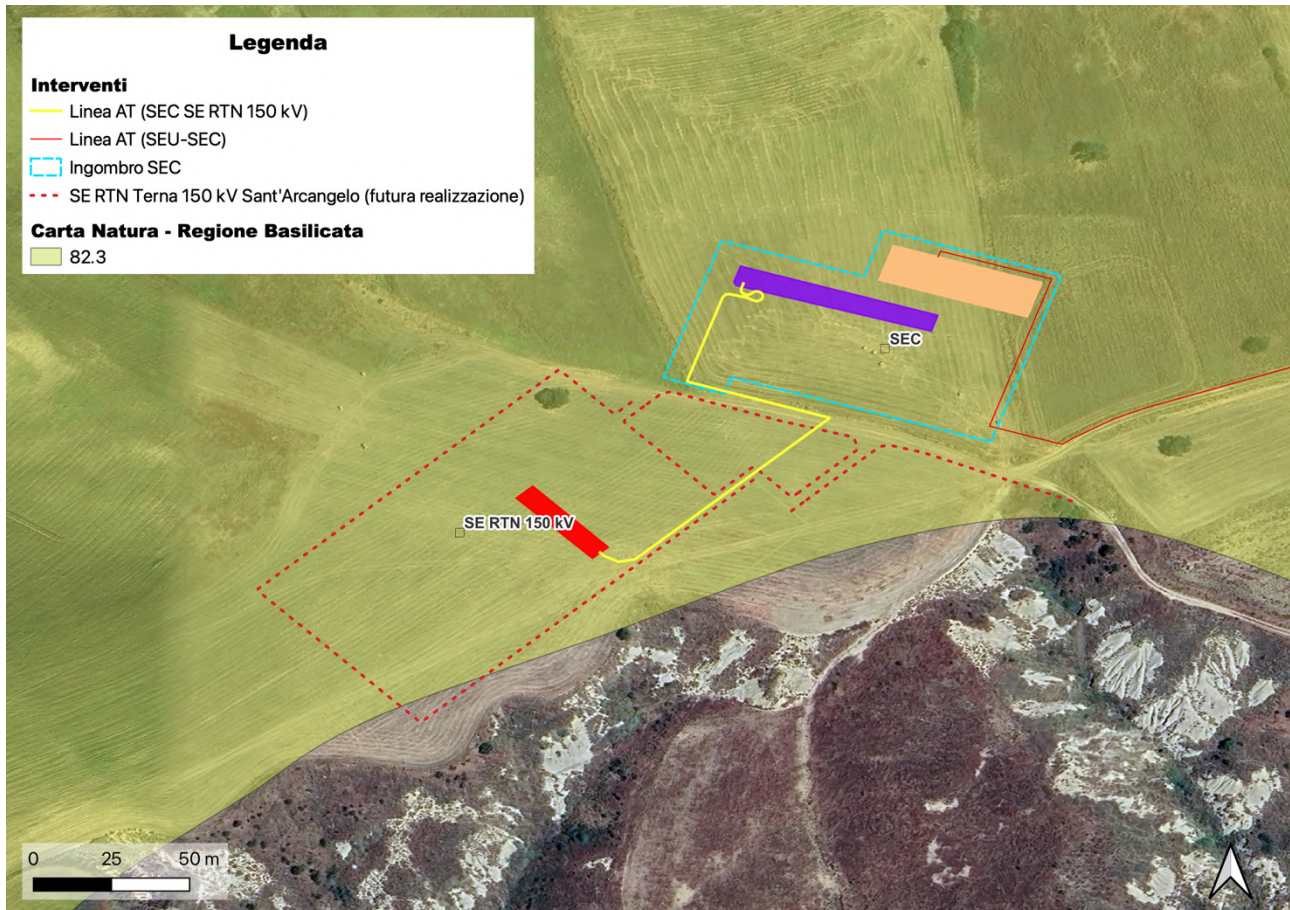 Legenda
Interventi
Linea AT (SEC SE RTN 150 kV)
Linea AT (SEU-SEC)
Ingombro SEC
SE RTN Terna 150 kV Sant'Arcangelo (futura realizzazione)
Carta Natura - Regione Basilicata
82.3
SEC
SE RTN 150 kV
0 25 50 m